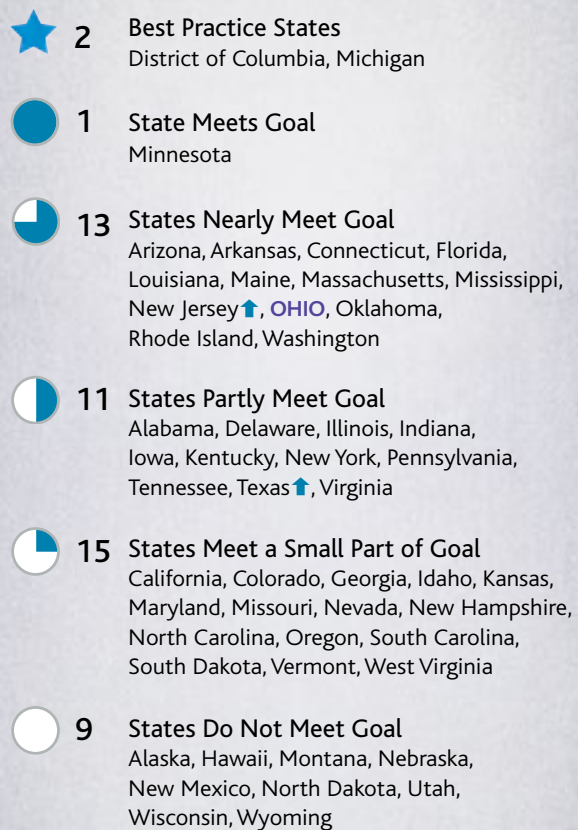 2 Best Practice States
District of Columbia, Michigan
1 State Meets Goal
Minnesota
13 States Nearly Meet Goal
Arizona, Arkansas, Connecticut, Florida,
Louisiana, Maine, Massachusetts, Mississippi,
New Jersey⬆, OHIO, Oklahoma,
Rhode Island, Washington
11 States Partly Meet Goal
Alabama, Delaware, Illinois, Indiana,
Iowa, Kentucky, New York, Pennsylvania,
Tennessee, Texas⬆, Virginia
15 States Meet a Small Part of Goal
California, Colorado, Georgia, Idaho, Kansas,
Maryland, Missouri, Nevada, New Hampshire,
North Carolina, Oregon, South Carolina,
South Dakota, Vermont, West Virginia
9 States Do Not Meet Goal
Alaska, Hawaii, Montana, Nebraska,
New Mexico, North Dakota, Utah,
Wisconsin, Wyoming